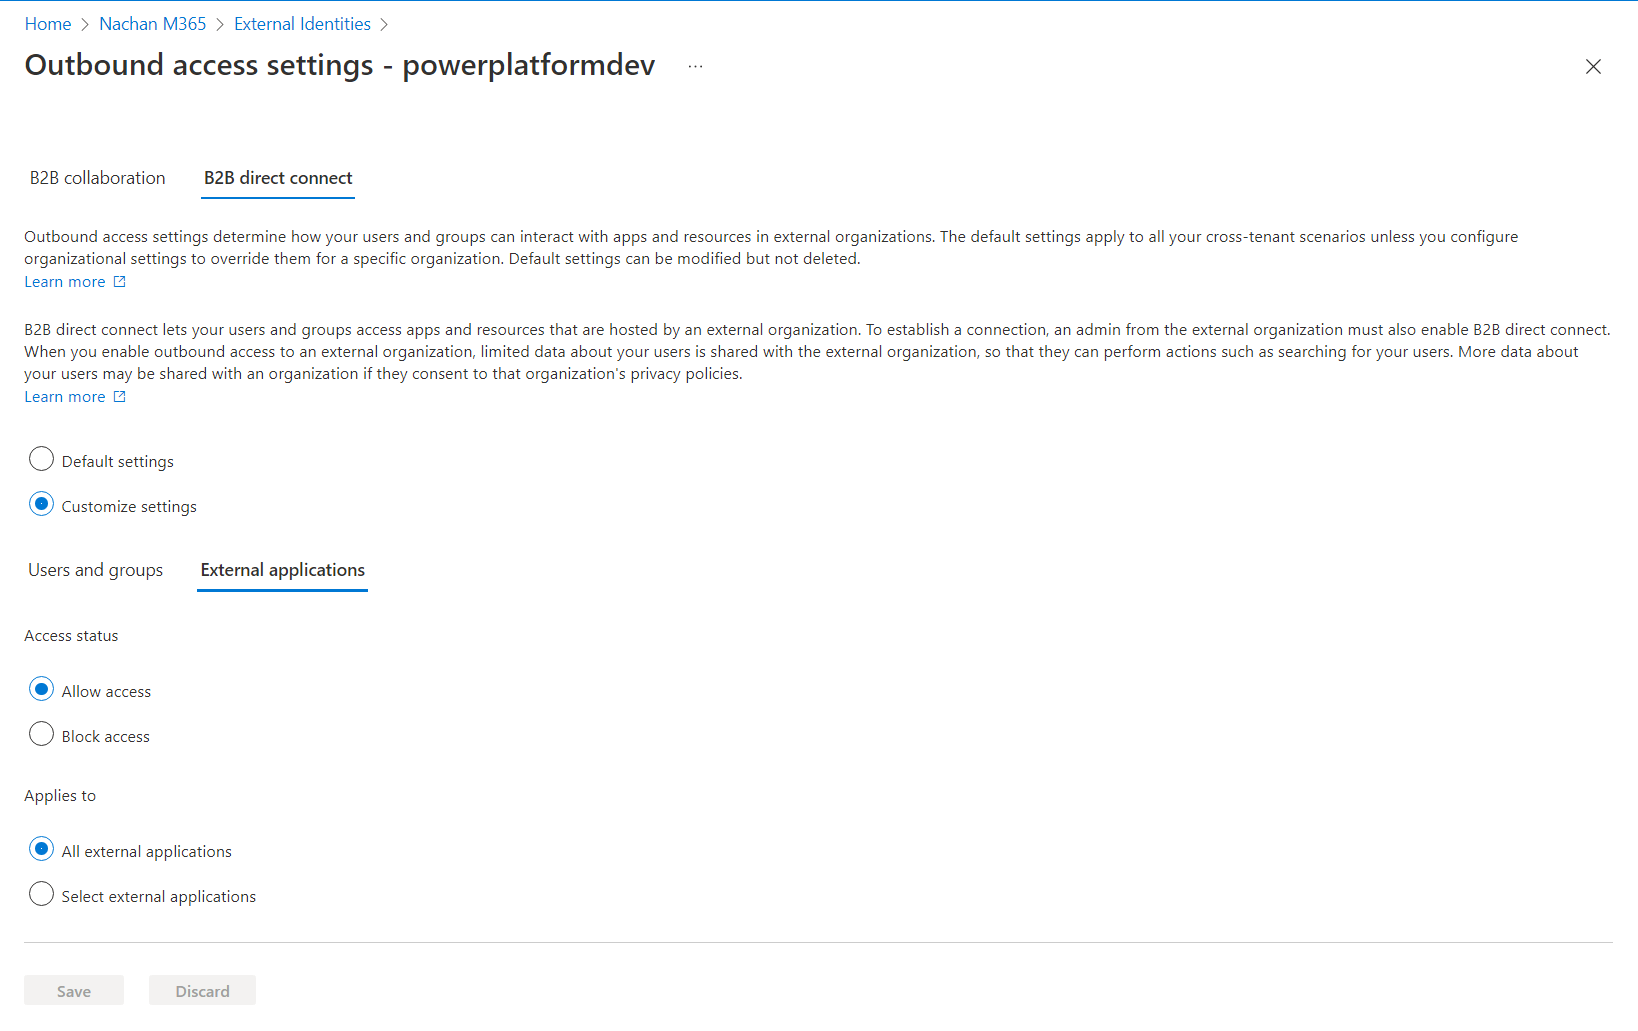 Home > Nachan M365 > External Identities >
Outbound access settings - powerplatformdev ...
B2B collaboration B2B direct connect
Outbound access settings determine how your users and groups can interact with apps and resources in external organizations. The default settings apply to all your cross-tenant scenarios unless you configure
organizational settings to override them for a specific organization. Default settings can be modified but not deleted.
Learn more
B2B direct connect lets your users and groups access apps and resources that are hosted by an external organization. To establish a connection, an admin from the external organization must also enable B2B direct connect.
When you enable outbound access to an external organization, limited data about your users is shared with the external organization, so that they can perform actions such as searching for your users. More data about
your users may be shared with an organization if they consent to that organization's privacy policies.
Learn more
Default settings
Customize settings
Users and groups External applications
Access status
Allow access
Block access
Applies to
All external applications
Select external applications
Save Discard